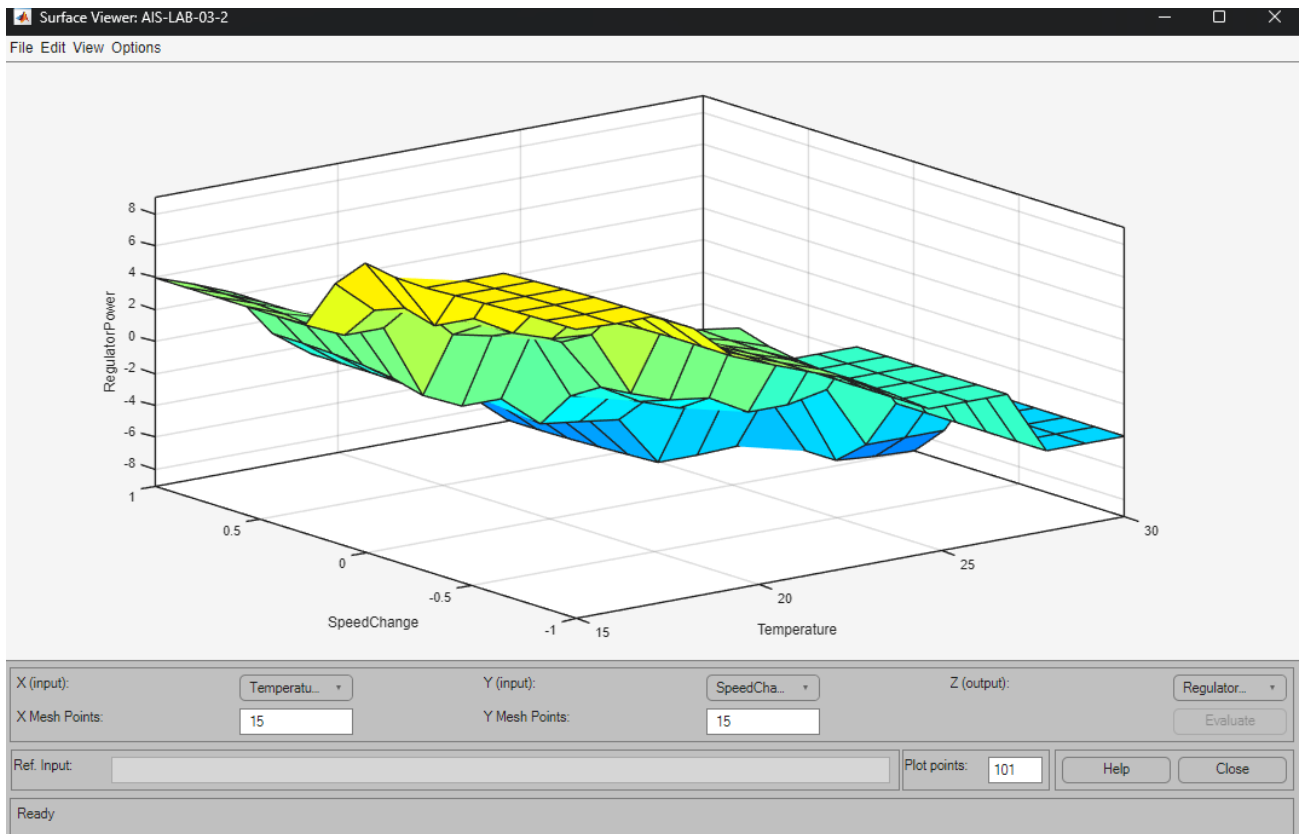 Surface Viewer: AIS-LAB-03-2
File Edit View Options
8
6
4
2
0
-2
-4
-6
-8
RegulatorPower
1
0.5
0
-0.5
-1
SpeedChange
15
20
25
30
Temperature
X (input): Temperatu... Y (input): SpeedCha... Z (output): Regulator...
X Mesh Points: 15 Y Mesh Points: 15 Evaluate
Ref. Input: Plot points: 101 Help Close
Ready